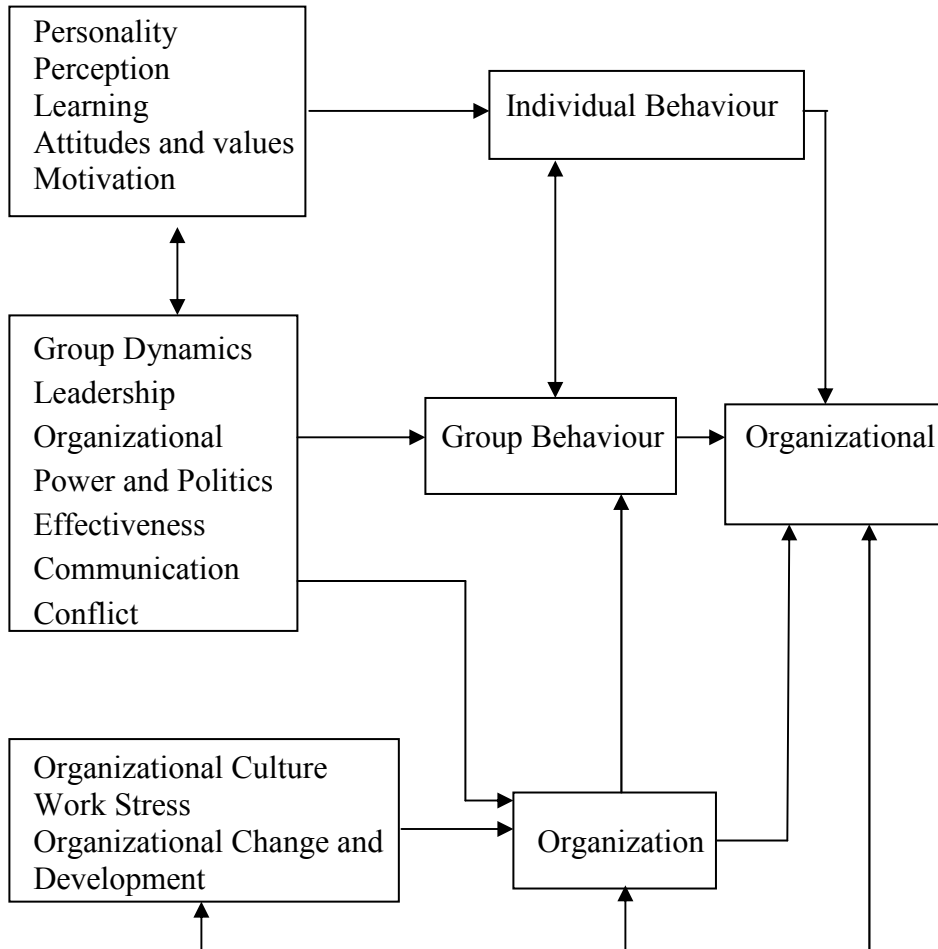 Personality
Perception
Learning
Attitudes and values
Motivation
Individual Behaviour
Group Dynamics
Leadership
Organizational
Power and Politics
Effectiveness
Communication
Conflict
Group Behaviour
Organizational
Organizational Culture
Work Stress
Organizational Change and
Development
Organization